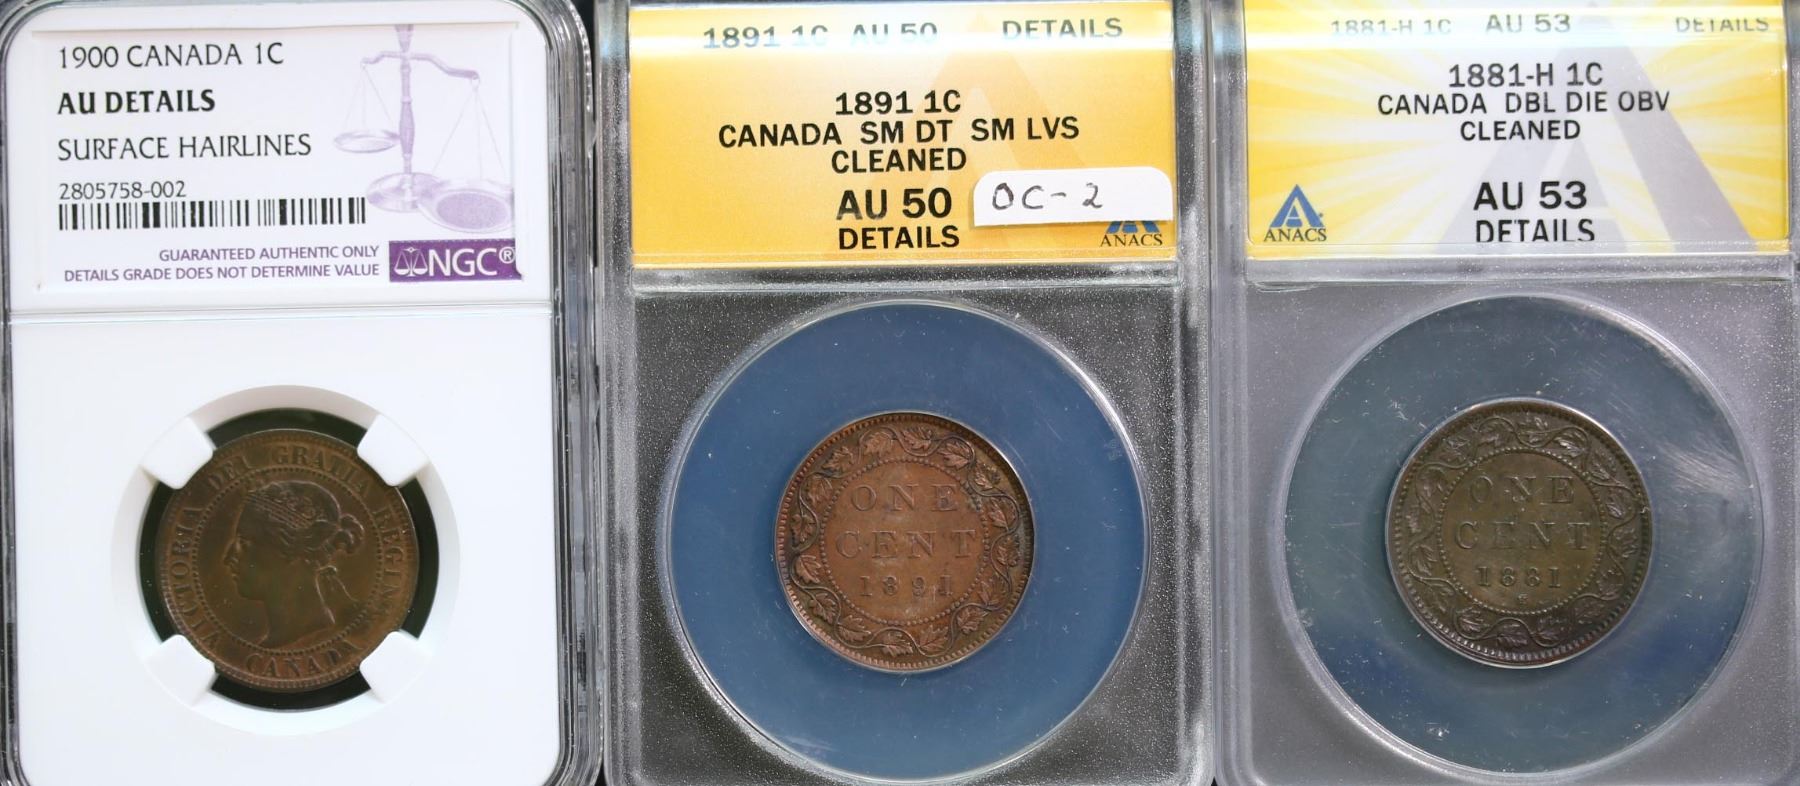 1900 CANADA 1C
AU DETAILS
SURFACE HAIRLINES
2805758-002
GUARANTEED AUTHENTIC ONLY
DETAILS GRADE DOES NOT DETERMINE VALUE
NGC®
VICTORIA DEI GRATIA REGINA
CANADA
1891 1C AU 50 DETAILS
1891 1C
CANADA SM DT SM LVS
CLEANED
AU 50
DETAILS
OC-2
ANACS
ONE
CENT
1891
1881-H 1C AU 53 DETAILS
1881-H 1C
CANADA DBL DIE OBV
CLEANED
AU 53
DETAILS
ANACS
ONE
CENT
1881
H